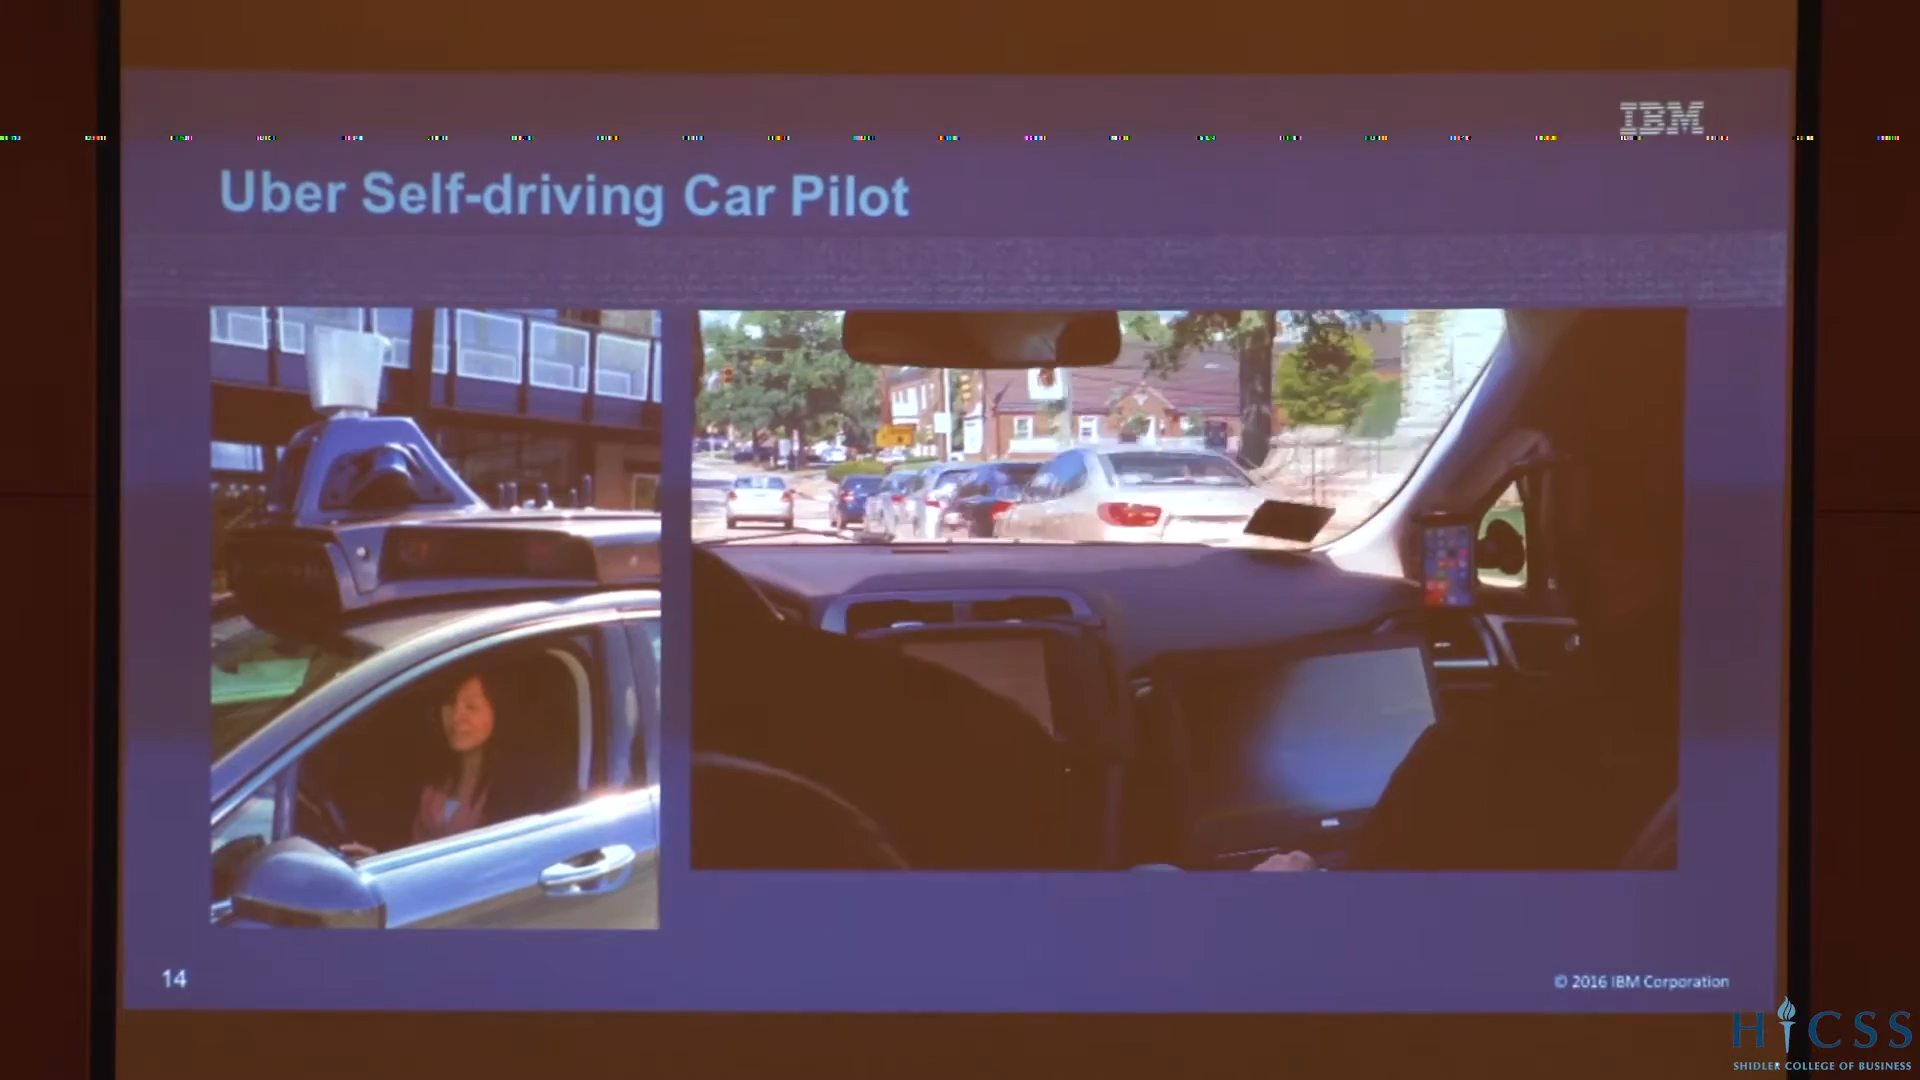 IBM
Uber Self-driving Car Pilot
14
© 2016 IBM Corporation
HICSS
SHIDLER COLLEGE OF BUSINESS